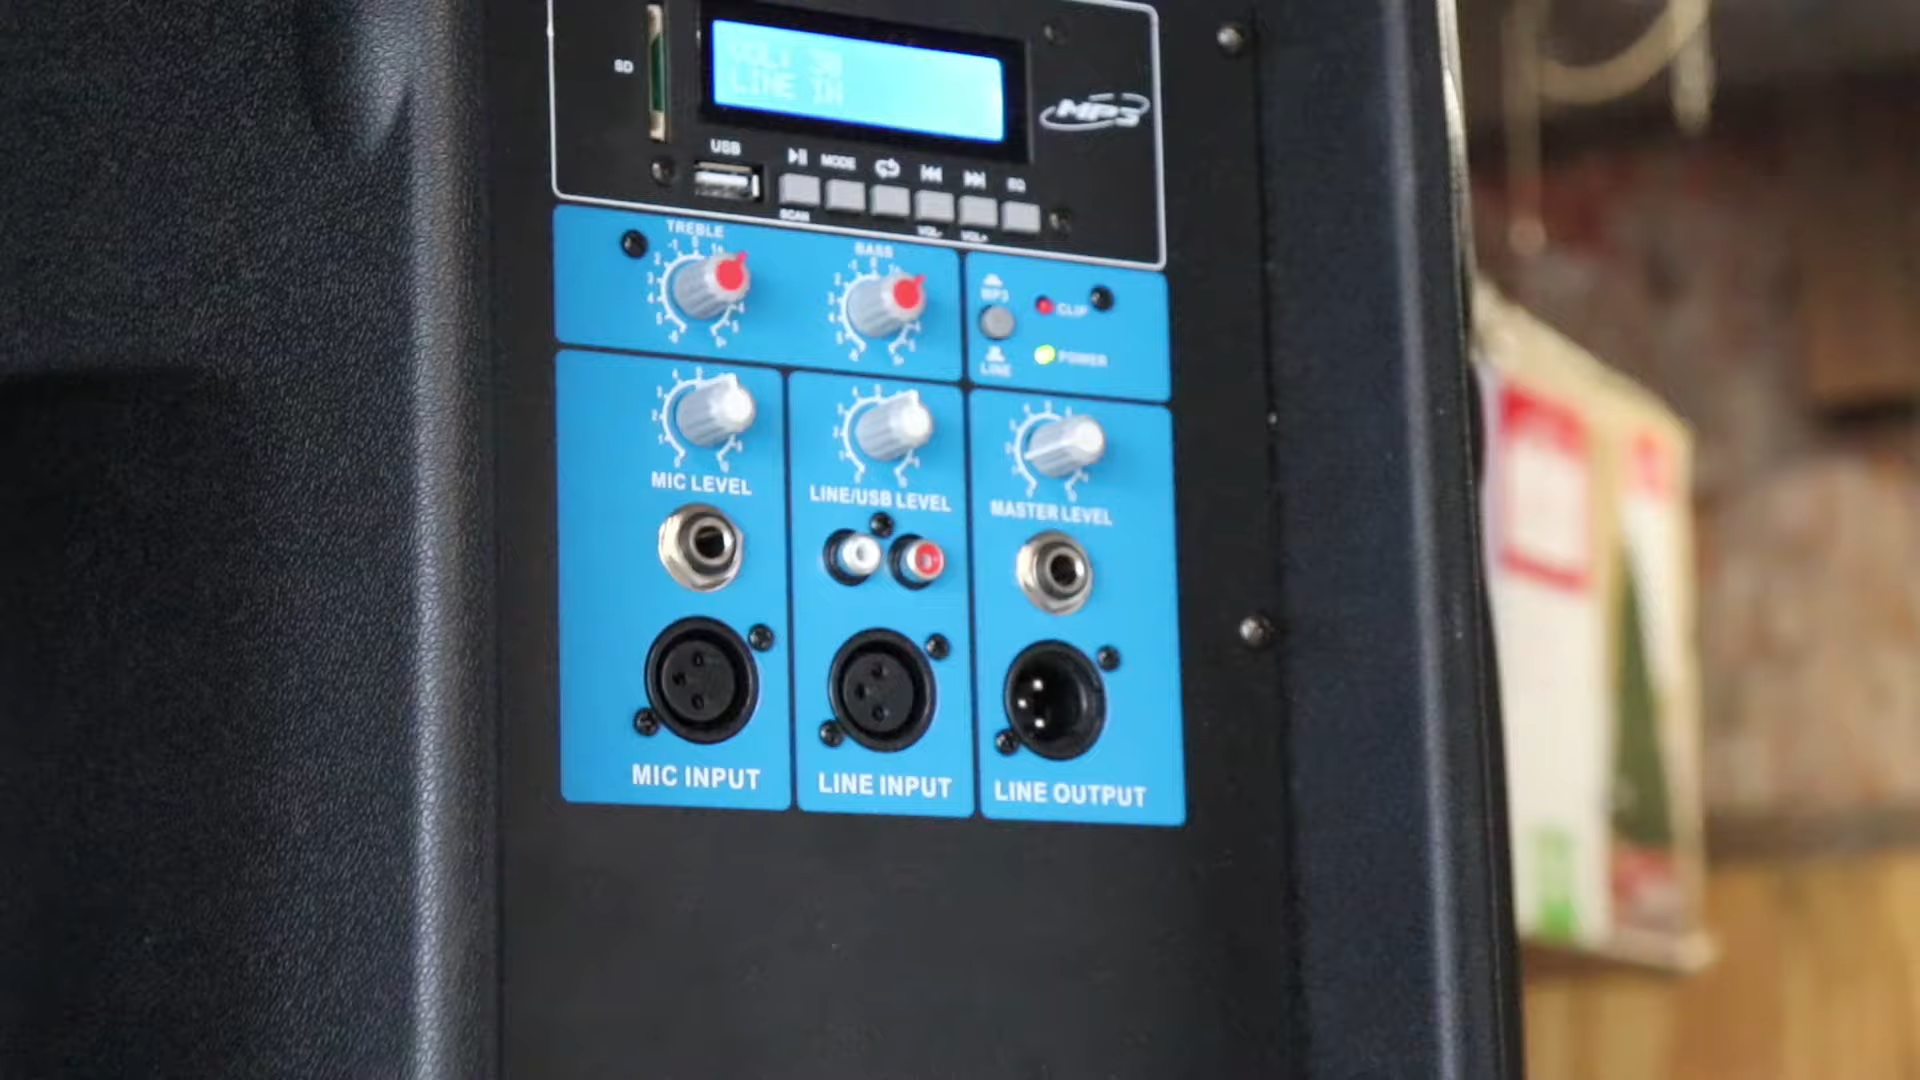 VOL: 30
LINE IN
SD
MP3
USB
MODE
EQ
SCAN
VOL-
VOL+
TREBLE
BASS
MP3
CLIP
LINE
POWER
MIC LEVEL
LINE/USB LEVEL
MASTER LEVEL
MIC INPUT
LINE INPUT
LINE OUTPUT